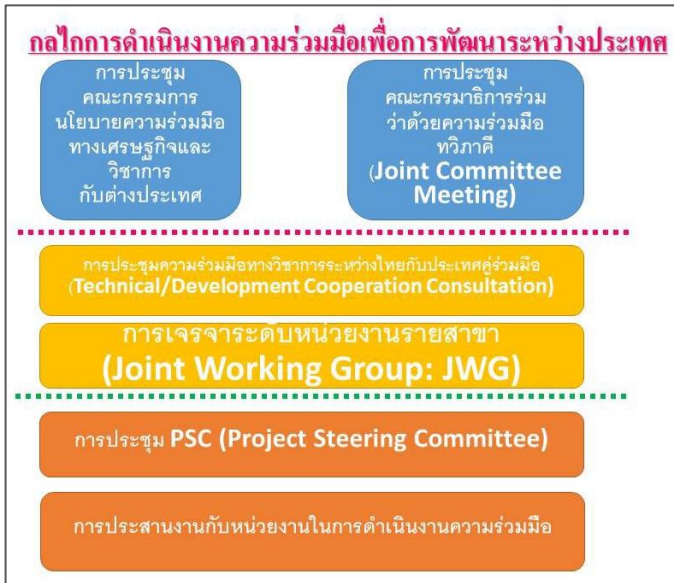 กลไกการดำเนินงานความร่วมมือเพื่อการพัฒนาระหว่างประเทศ
การประชุม
คณะกรรมการ
นโยบายความร่วมมือ
ทางเศรษฐกิจและ
วิชาการ
กับต่างประเทศ
การประชุม
คณะกรรมาธิการร่วม
ว่าด้วยความร่วมมือ
ทวิภาคี
(Joint Committee
Meeting)
การประชุมความร่วมมือทางวิชาการระหว่างไทยกับประเทศคู่ร่วมมือ
(Technical/Development Cooperation Consultation)
การเจรจาระดับหน่วยงานรายสาขา
(Joint Working Group: JWG)
การประชุม PSC (Project Steering Committee)
การประสานงานกับหน่วยงานในการดำเนินงานความร่วมมือ